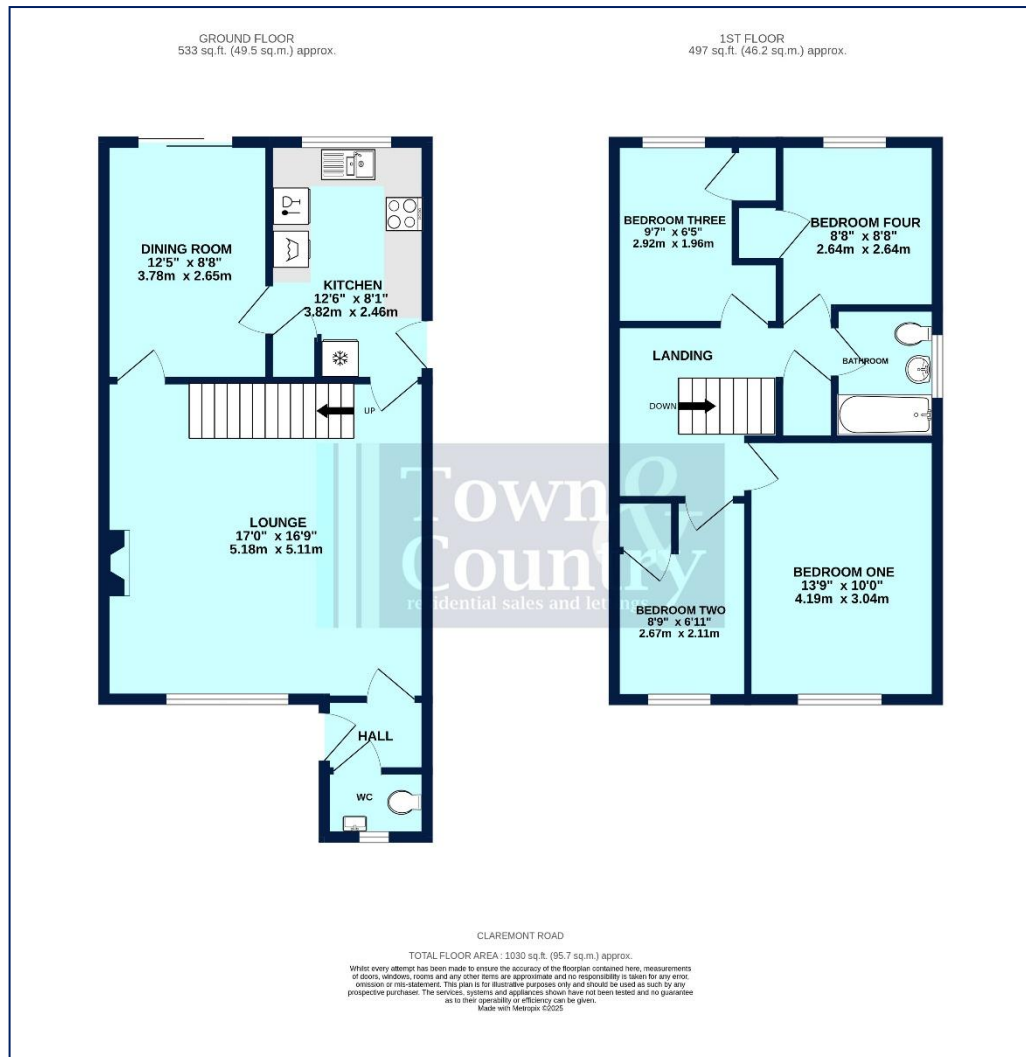 GROUND FLOOR
533 sq.ft. (49.5 sq.m.) approx.
1ST FLOOR
497 sq.ft. (46.2 sq.m.) approx.
DINING ROOM
12'5" x 8'8"
3.78m x 2.65m
KITCHEN
12'6" x 8'1"
3.82m x 2.46m
UP
LOUNGE
17'0" x 16'9"
5.18m x 5.11m
HALL
WC
BEDROOM THREE
9'7" x 6'5"
2.92m x 1.96m
BEDROOM FOUR
8'8" x 8'8"
2.64m x 2.64m
LANDING
BATHROOM
DOWN
BEDROOM ONE
13'9" x 10'0"
4.19m x 3.04m
BEDROOM TWO
8'9" x 6'11"
2.67m x 2.11m
Town &
Country
residential sales and lettings
CLAREMONT ROAD
TOTAL FLOOR AREA : 1030 sq.ft. (95.7 sq.m.) approx.
Whilst every attempt has been made to ensure the accuracy of the floorplan contained here, measurements
of doors, windows, rooms and any other items are approximate and no responsibility is taken for any error,
omission or mis-statement. This plan is for illustrative purposes only and should be used as such by any
prospective purchaser. The services, systems and appliances shown have not been tested and no guarantee
as to their operability or efficiency can be given.
Made with Metropix ©2025